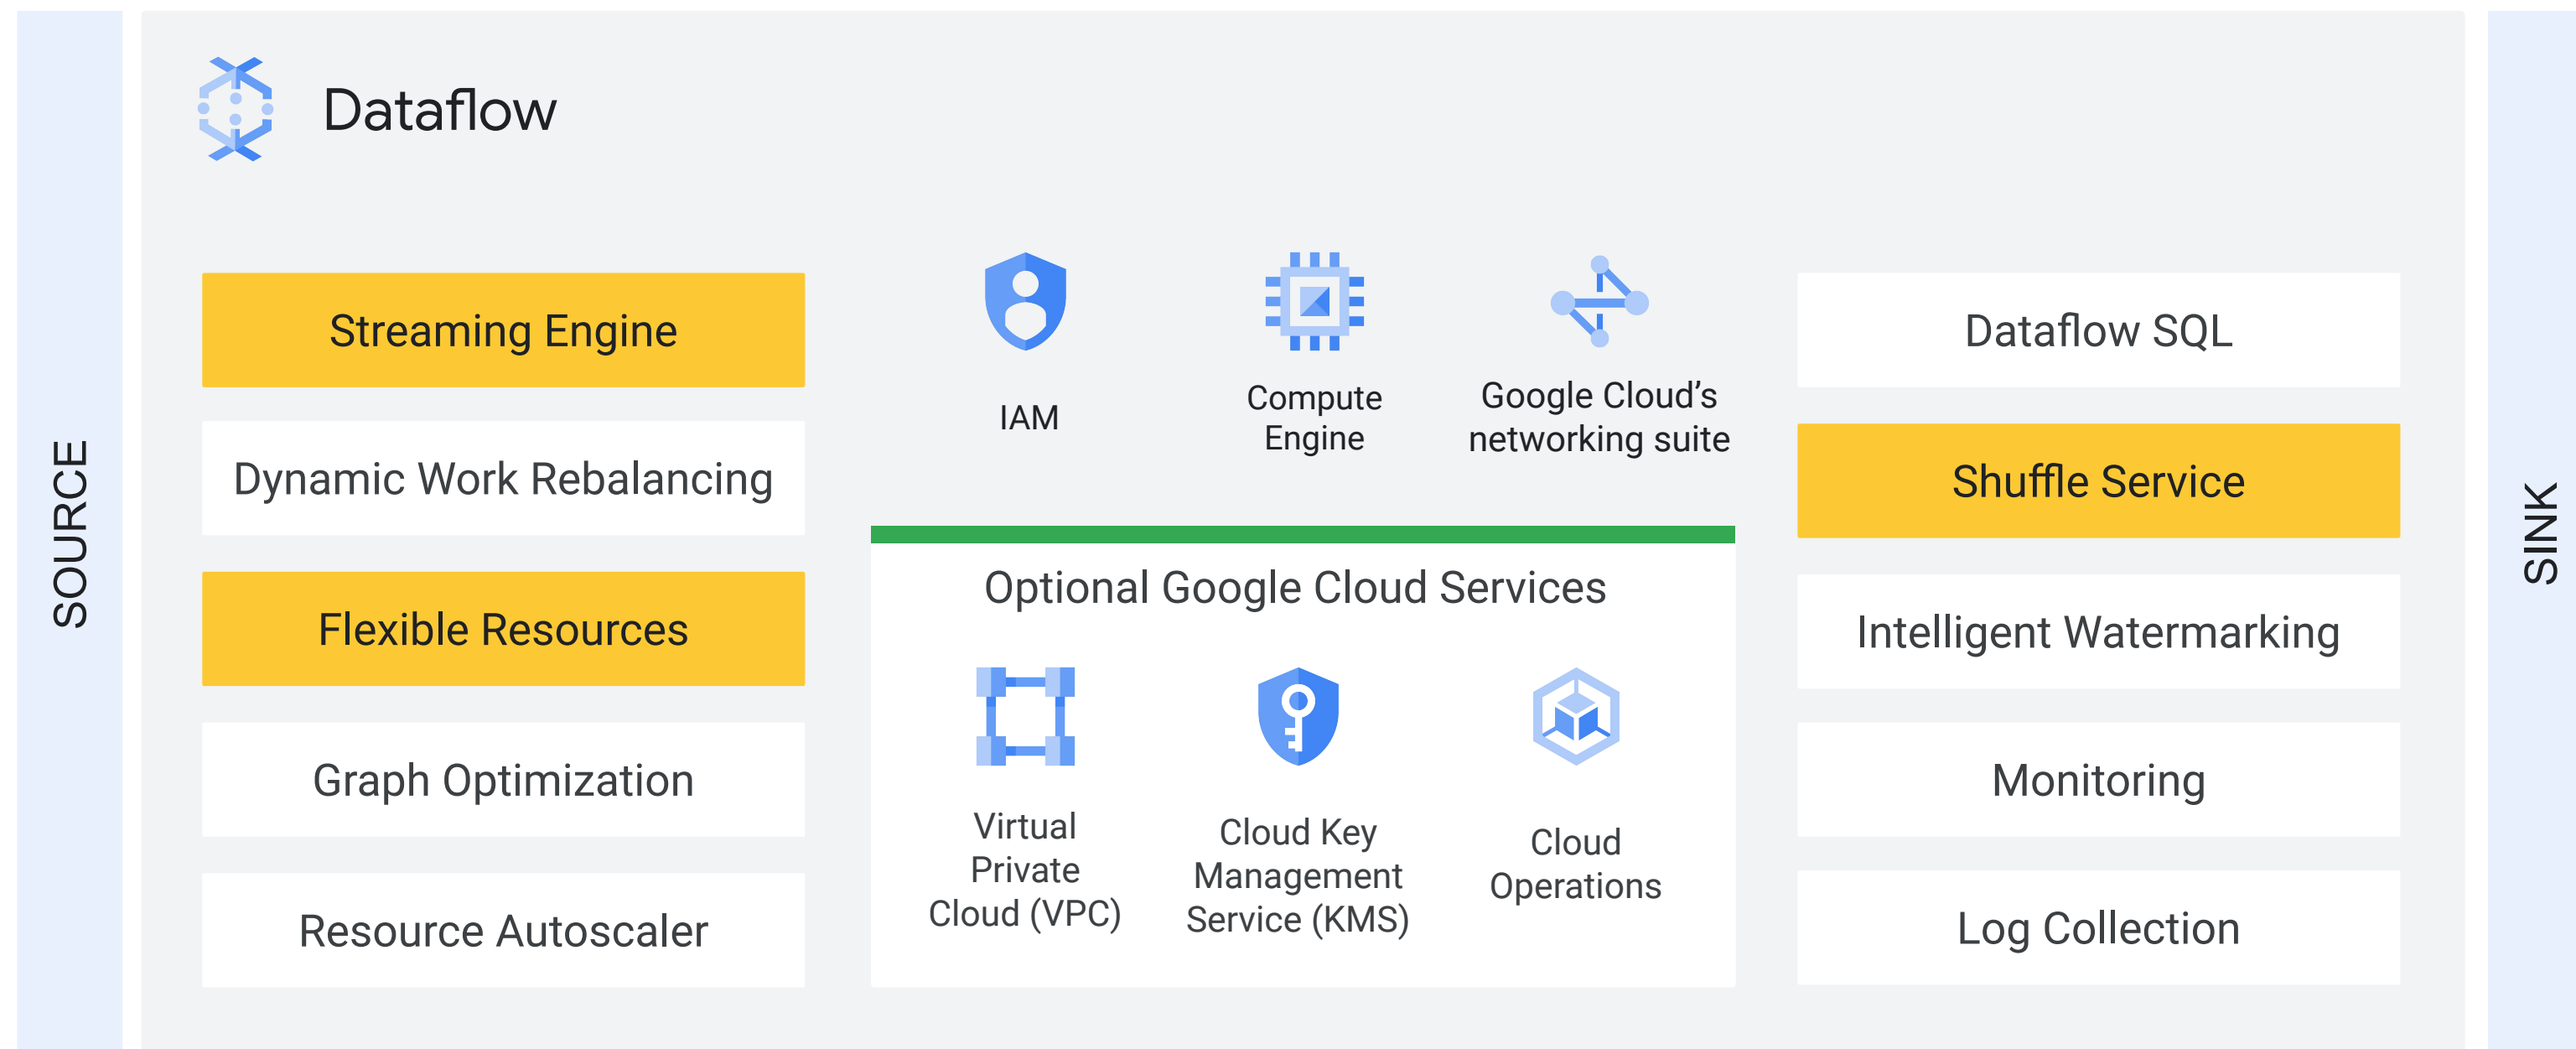 SOURCE
Dataflow
Streaming Engine
Dynamic Work Rebalancing
Flexible Resources
Graph Optimization
Resource Autoscaler
IAM
Compute
Engine
Google Cloud’s
networking suite
Optional Google Cloud Services
Virtual
Private
Cloud (VPC)
Cloud Key
Management
Service (KMS)
Cloud
Operations
Dataflow SQL
Shuffle Service
Intelligent Watermarking
Monitoring
Log Collection
SINK